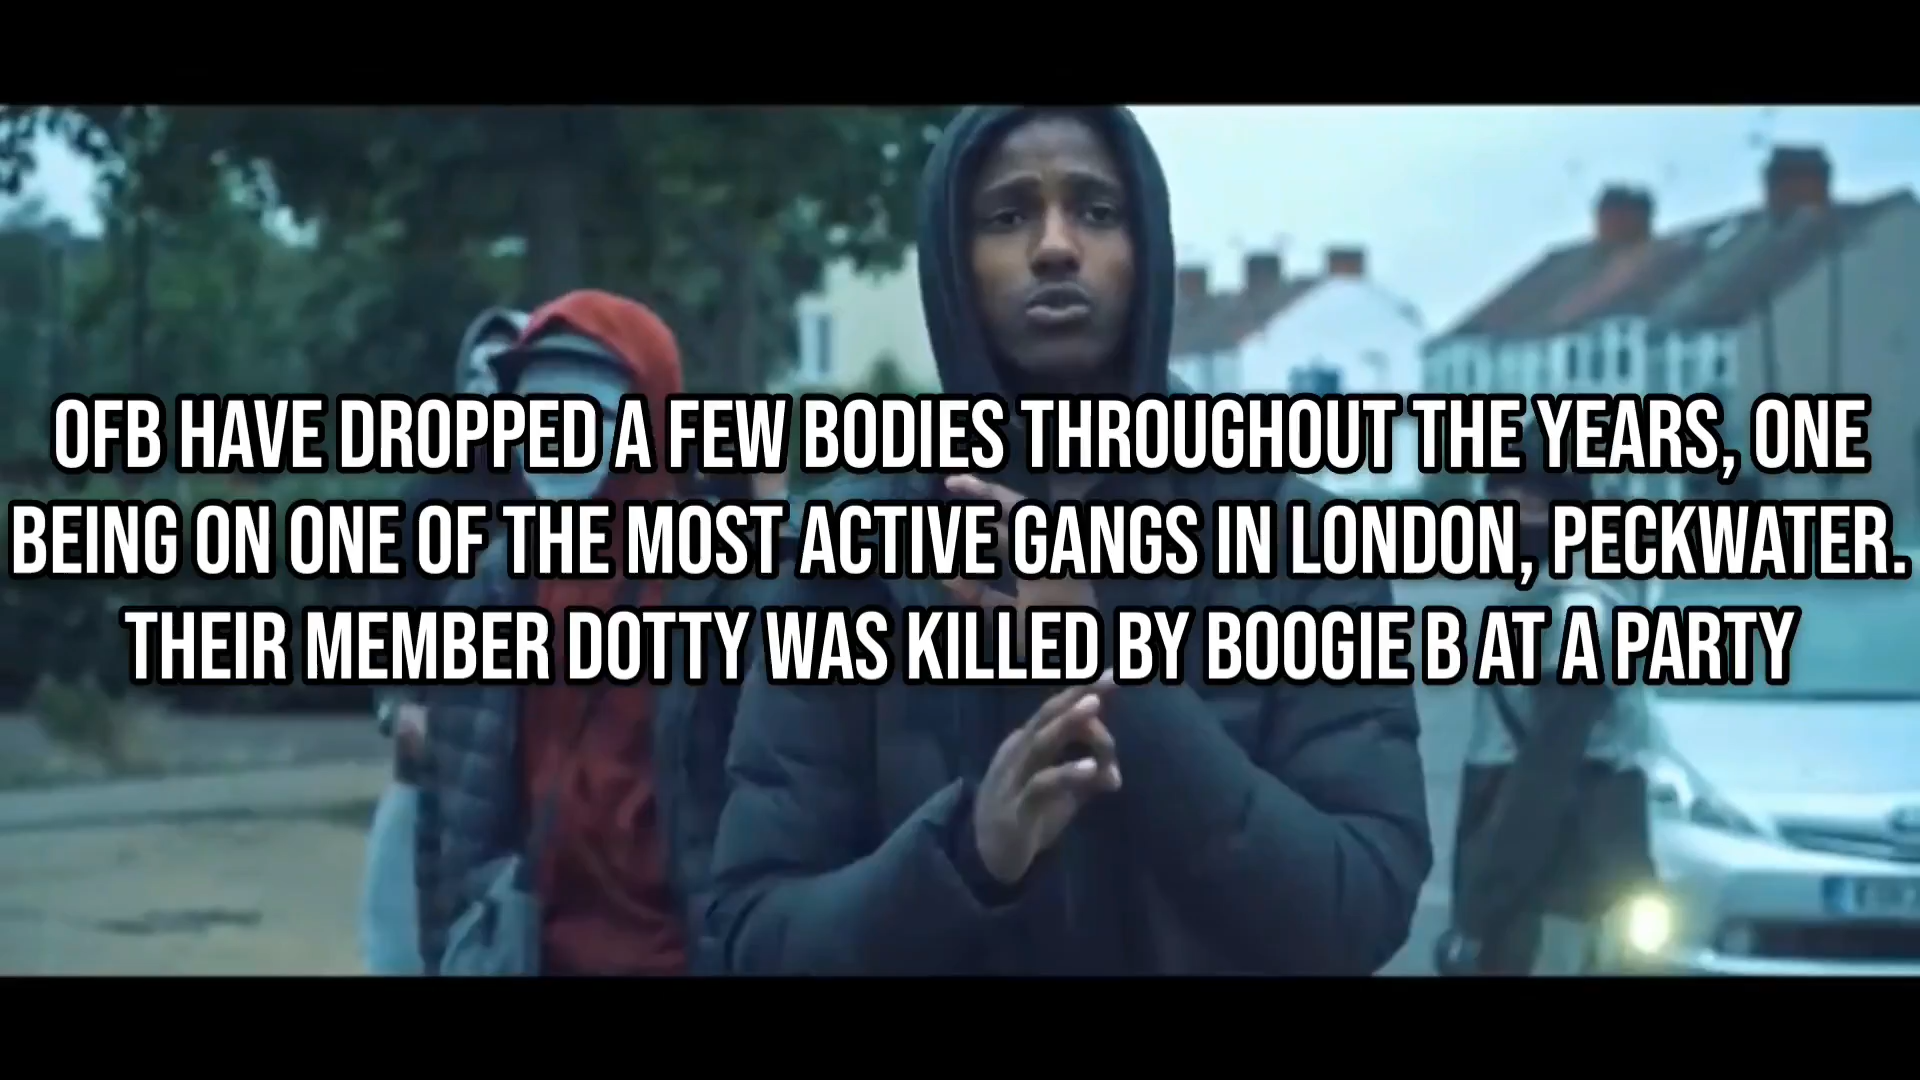 OFB HAVE DROPPED A FEW BODIES THROUGHOUT THE YEARS, ONE
BEING ON ONE OF THE MOST ACTIVE GANGS IN LONDON, PECKWATER.
THEIR MEMBER DOTTY WAS KILLED BY BOOGIE B AT A PARTY